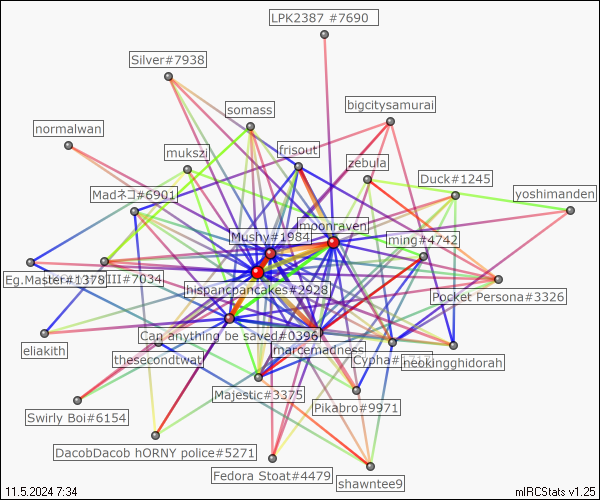 LPK2387 #7690
Silver#7938
bigcitysamurai
somass
normalwan
frisout
mukszi
zebula
Duck#1245
Madネコ#6901
yoshimanden
moonraven
Mushy#1984
ming#4742
Eg.Master#1378
III#7034
hispancpancakes#2928
Pocket Persona#3326
Can anything be saved#0396
marcemadness
thesecondtwat
Cypha#
neokingghidorah
eliakith
Majestic#3375
Pikabro#9971
Swirly Boi#6154
DacobDacob hORNY police#5271
Fedora Stoat#4479
shawntee9
11.5.2024 7:34
mIRCStats v1.25